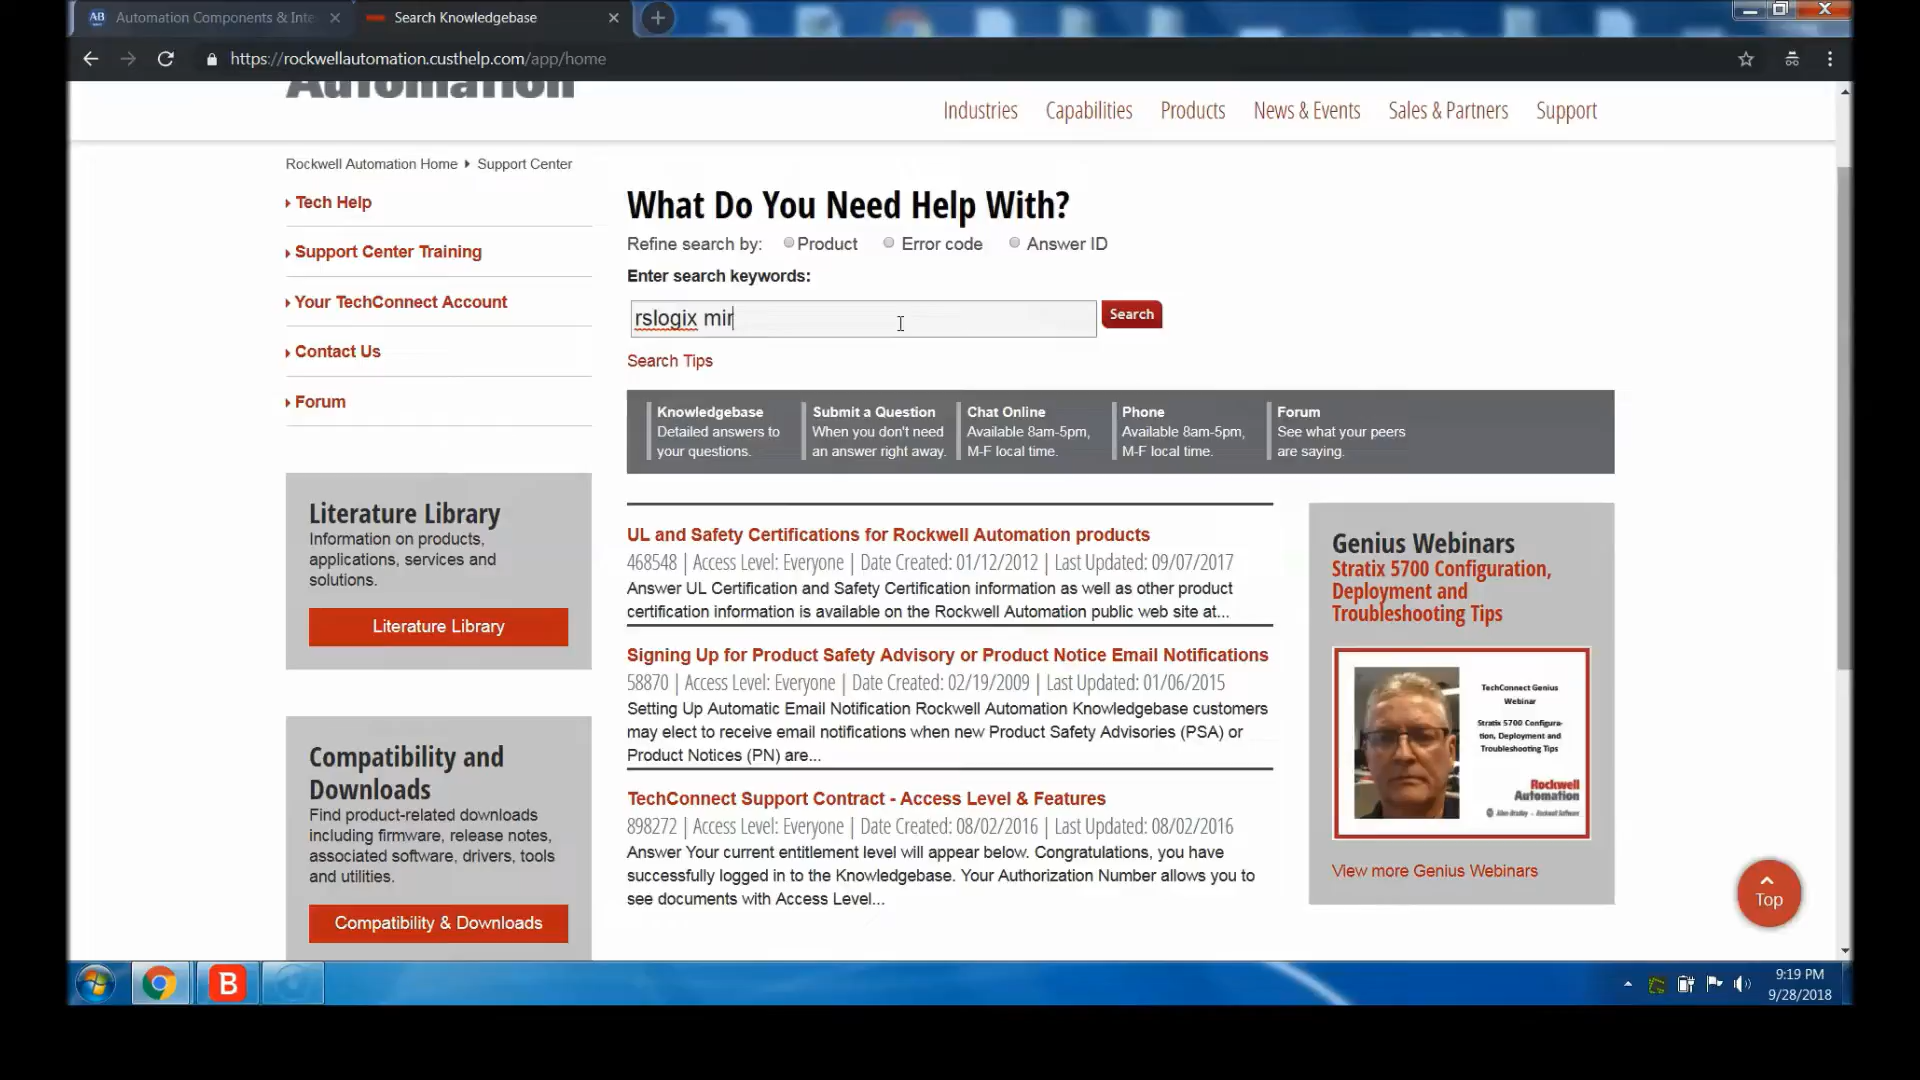 Automation Components & Inte
Search Knowledgebase
https://rockwellautomation.custhelp.com/app/home
Automation
Industries
Capabilities
Products
News & Events
Sales & Partners
Support
Rockwell Automation Home
Support Center
Tech Help
Support Center Training
Your TechConnect Account
Contact Us
Forum
What Do You Need Help With?
Refine search by: Product Error code Answer ID
Enter search keywords:
rslogix mir
Search
Search Tips
Knowledgebase
Detailed answers to
your questions.
Submit a Question
When you don't need
an answer right away.
Chat Online
Available 8am-5pm,
M-F local time.
Phone
Available 8am-5pm,
M-F local time.
Forum
See what your peers
are saying.
Literature Library
Information on products,
applications, services and
solutions.
Literature Library
Compatibility and
Downloads
Find product-related downloads
including firmware, release notes,
associated software, drivers, tools
and utilities.
Compatibility & Downloads
UL and Safety Certifications for Rockwell Automation products
468548 | Access Level: Everyone | Date Created: 01/12/2012 | Last Updated: 09/07/2017
Answer UL Certification and Safety Certification information as well as other product
certification information is available on the Rockwell Automation public web site at...
Signing Up for Product Safety Advisory or Product Notice Email Notifications
58870 | Access Level: Everyone | Date Created: 02/19/2009 | Last Updated: 01/06/2015
Setting Up Automatic Email Notification Rockwell Automation Knowledgebase customers
may elect to receive email notifications when new Product Safety Advisories (PSA) or
Product Notices (PN) are...
TechConnect Support Contract - Access Level & Features
898272 | Access Level: Everyone | Date Created: 08/02/2016 | Last Updated: 08/02/2016
Answer Your current entitlement level will appear below. Congratulations, you have
successfully logged in to the Knowledgebase. Your Authorization Number allows you to
see documents with Access Level...
Genius Webinars
Stratix 5700 Configuration,
Deployment and
Troubleshooting Tips
TechConnect Genius
Webinar
Stratix 5700 Configura-
tion, Deployment and
Troubleshooting Tips
Rockwell
Automation
Allen-Bradley • Rockwell Software
View more Genius Webinars
Top
B
9:19 PM
9/28/2018